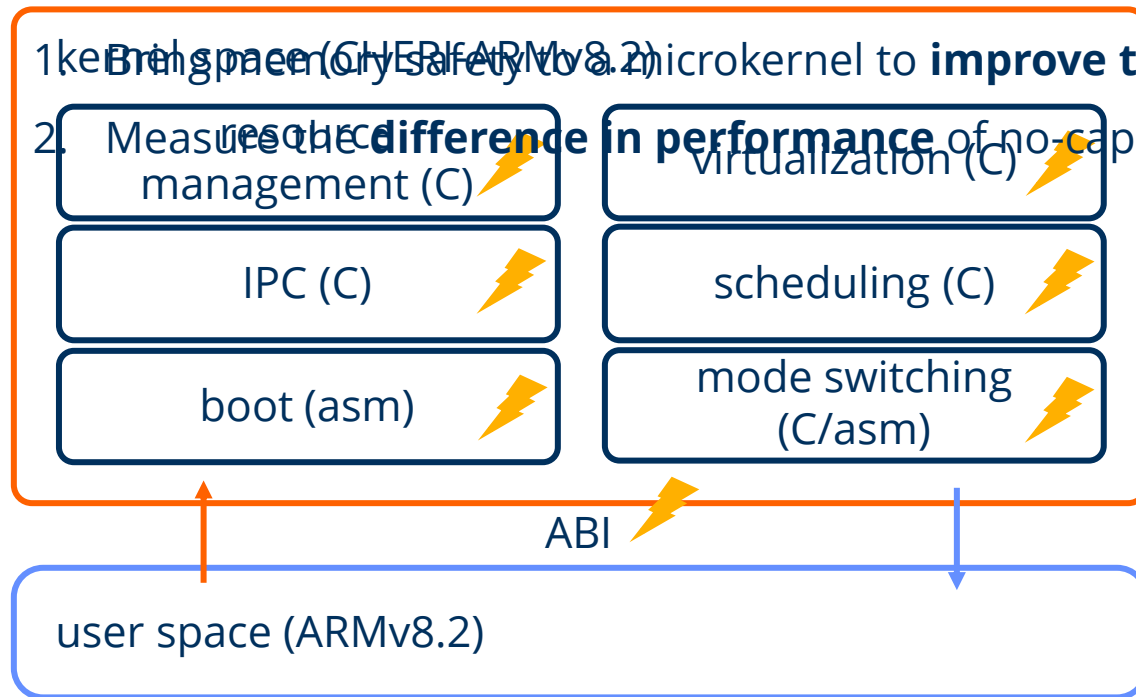 kernel space (CHERI-ARMv8.2)
1. Bring memory safety to a microkernel to improve t
2. Measure the difference in performance of no-cap
resource
management (C)
virtualization (C)
IPC (C)
scheduling (C)
boot (asm)
mode switching
(C/asm)
ABI
user space (ARMv8.2)